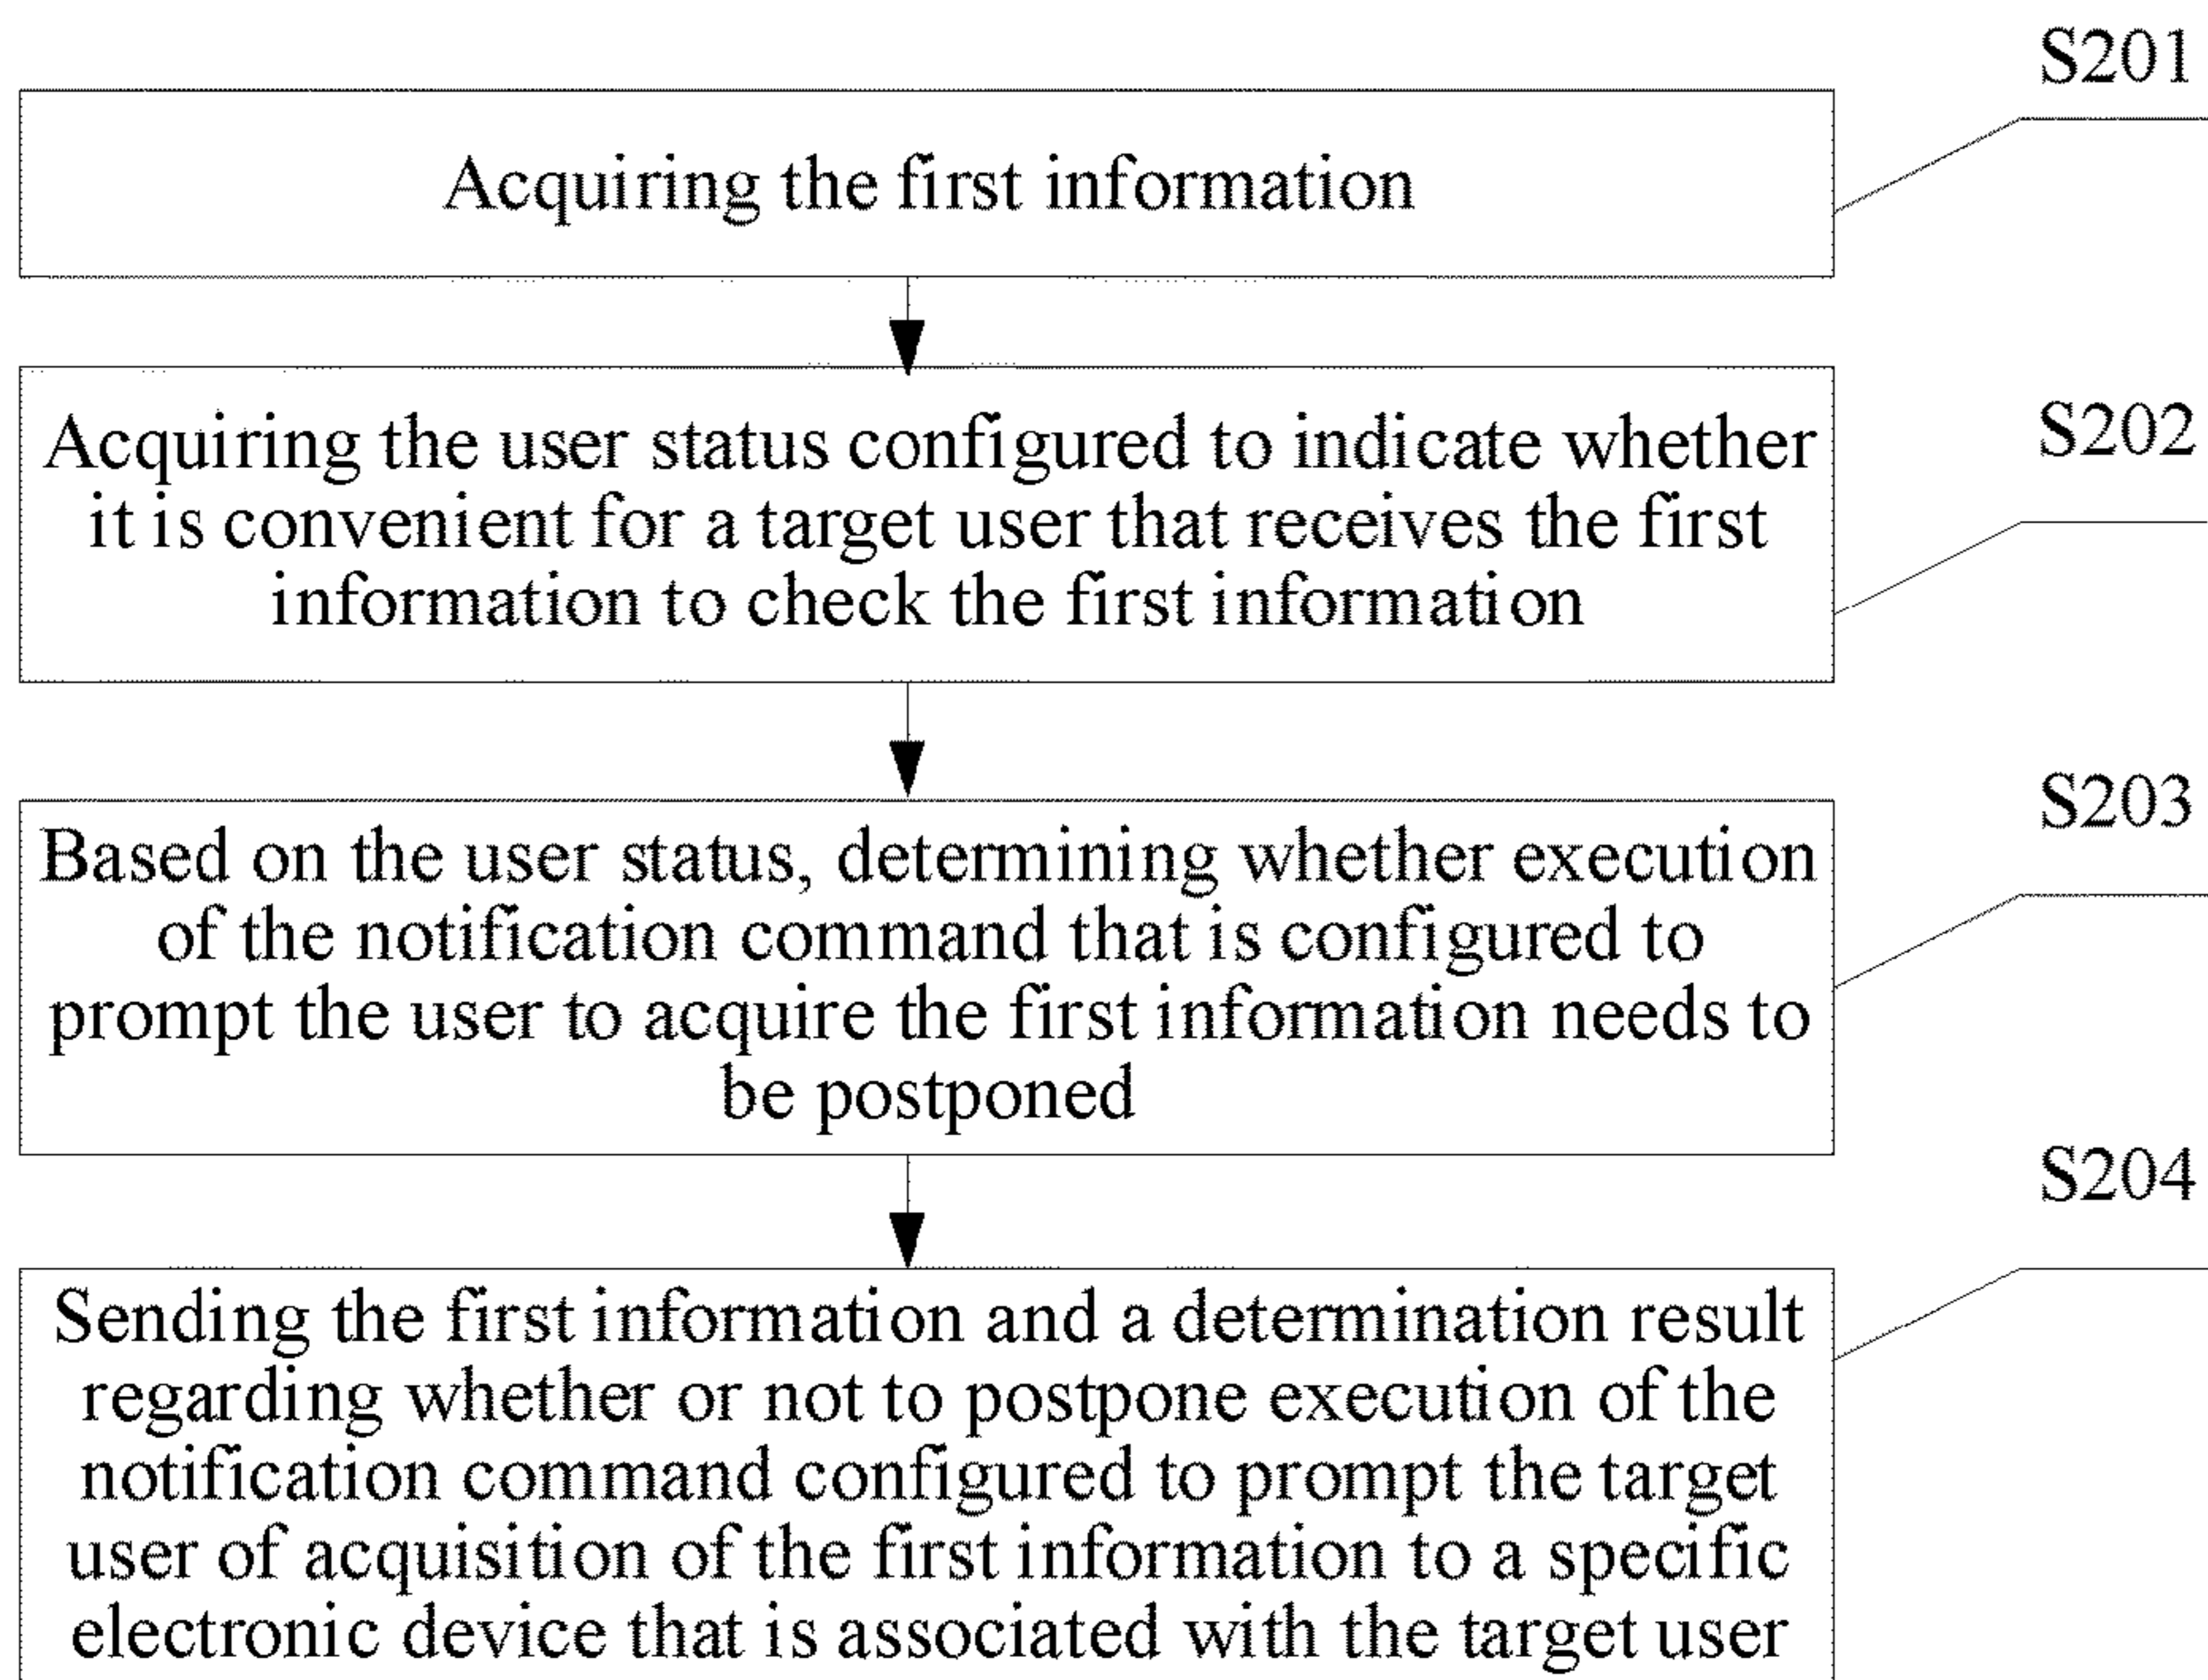 S201
Acquiring the first information
S202
Acquiring the user status configured to indicate whether
it is convenient for a target user that receives the first
information to check the first information
S203
Based on the user status, determining whether execution
of the notification command that is configured to
prompt the user to acquire the first information needs to
be postponed
S204
Sending the first information and a determination result
regarding whether or not to postpone execution of the
notification command configured to prompt the target
user of acquisition of the first information to a specific
electronic device that is associated with the target user